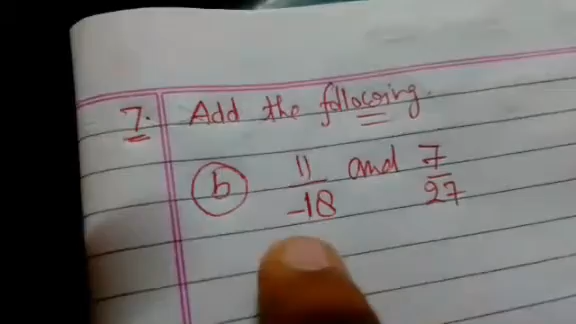 7. Add the following.
(b) 11/-18 and 7/27